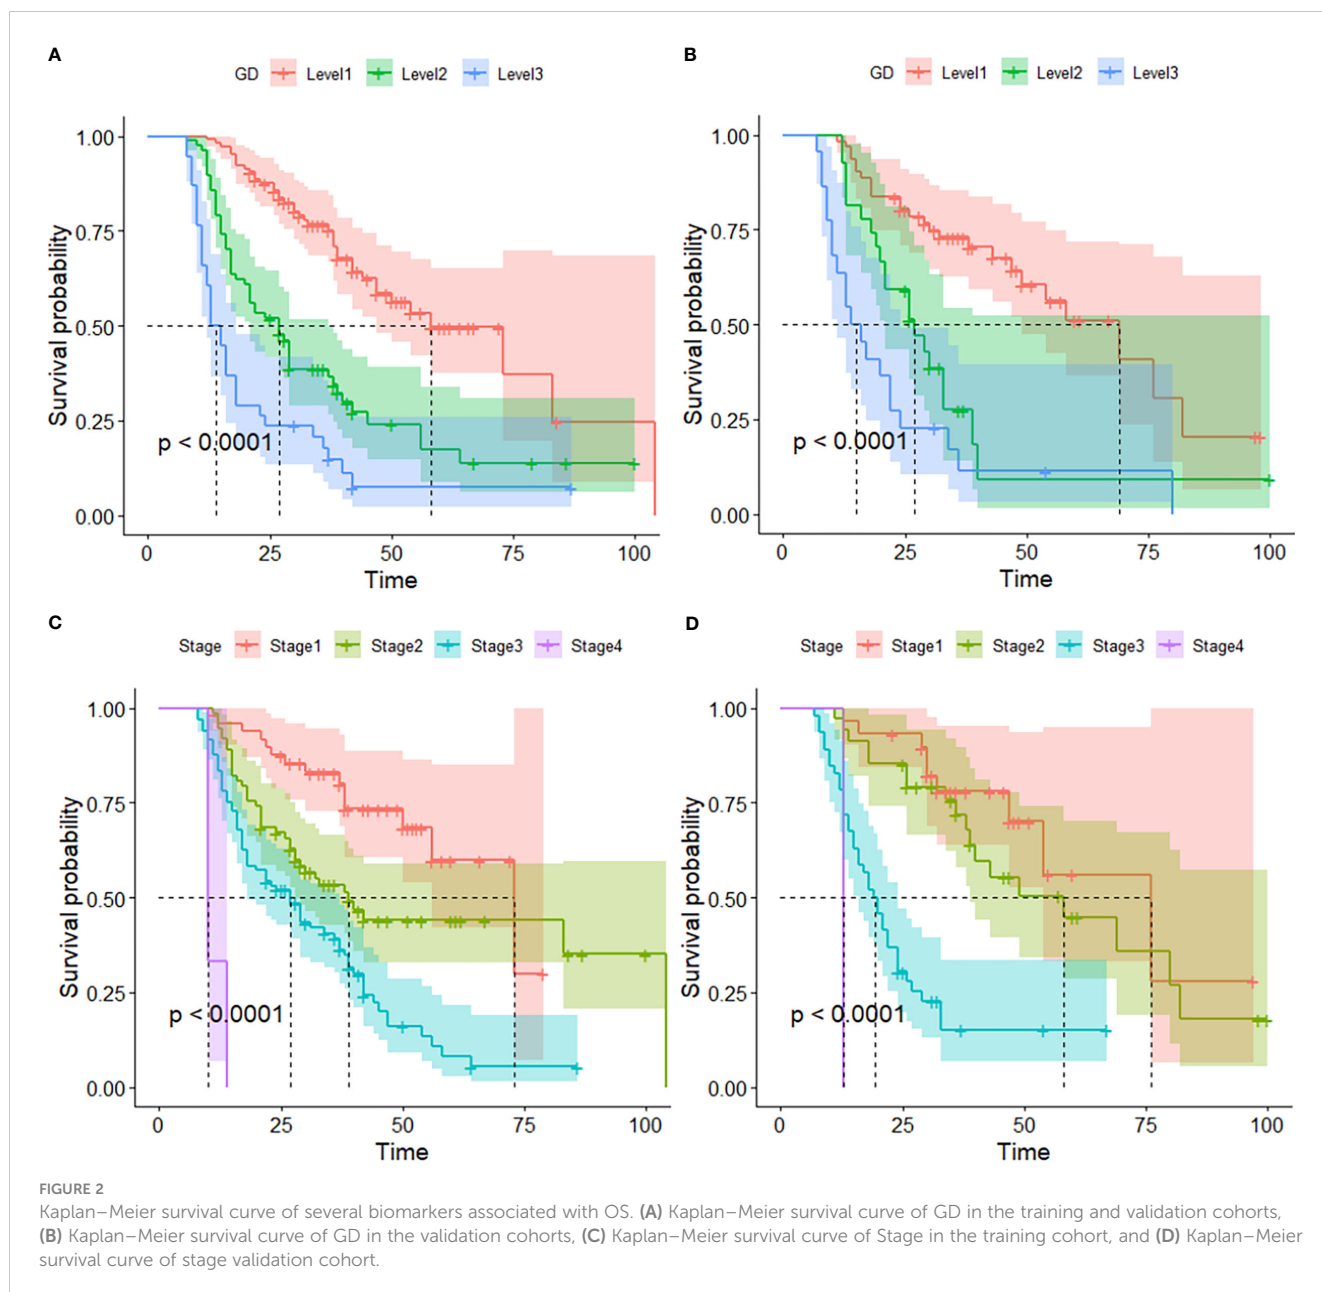 A
GD Level1 Level2 Level3
1.00
0.75
0.50
0.25
0.00
Survival probability
p < 0.0001
0 25 50 75 100
Time
B
GD Level1 Level2 Level3
1.00
0.75
0.50
0.25
0.00
Survival probability
p < 0.0001
0 25 50 75 100
Time
C
Stage Stage1 Stage2 Stage3 Stage4
1.00
0.75
0.50
0.25
0.00
Survival probability
p < 0.0001
0 25 50 75 100
Time
D
Stage Stage1 Stage2 Stage3 Stage4
1.00
0.75
0.50
0.25
0.00
Survival probability
p < 0.0001
0 25 50 75 100
Time
FIGURE 2
Kaplan–Meier survival curve of several biomarkers associated with OS. (A) Kaplan–Meier survival curve of GD in the training and validation cohorts,
(B) Kaplan–Meier survival curve of GD in the validation cohorts, (C) Kaplan–Meier survival curve of Stage in the training cohort, and (D) Kaplan–Meier
survival curve of stage validation cohort.